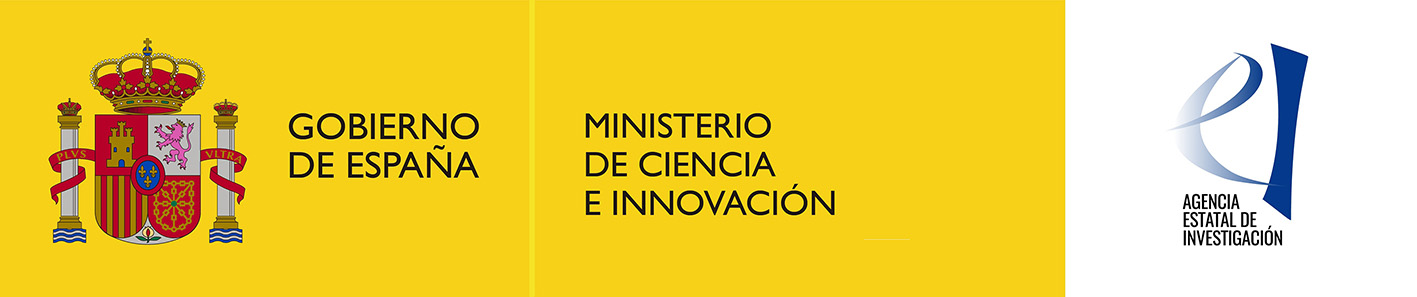 PLVS VLTRA
GOBIERNO
DE ESPAÑA
MINISTERIO
DE CIENCIA
E INNOVACIÓN
AGENCIA
ESTATAL DE
INVESTIGACIÓN